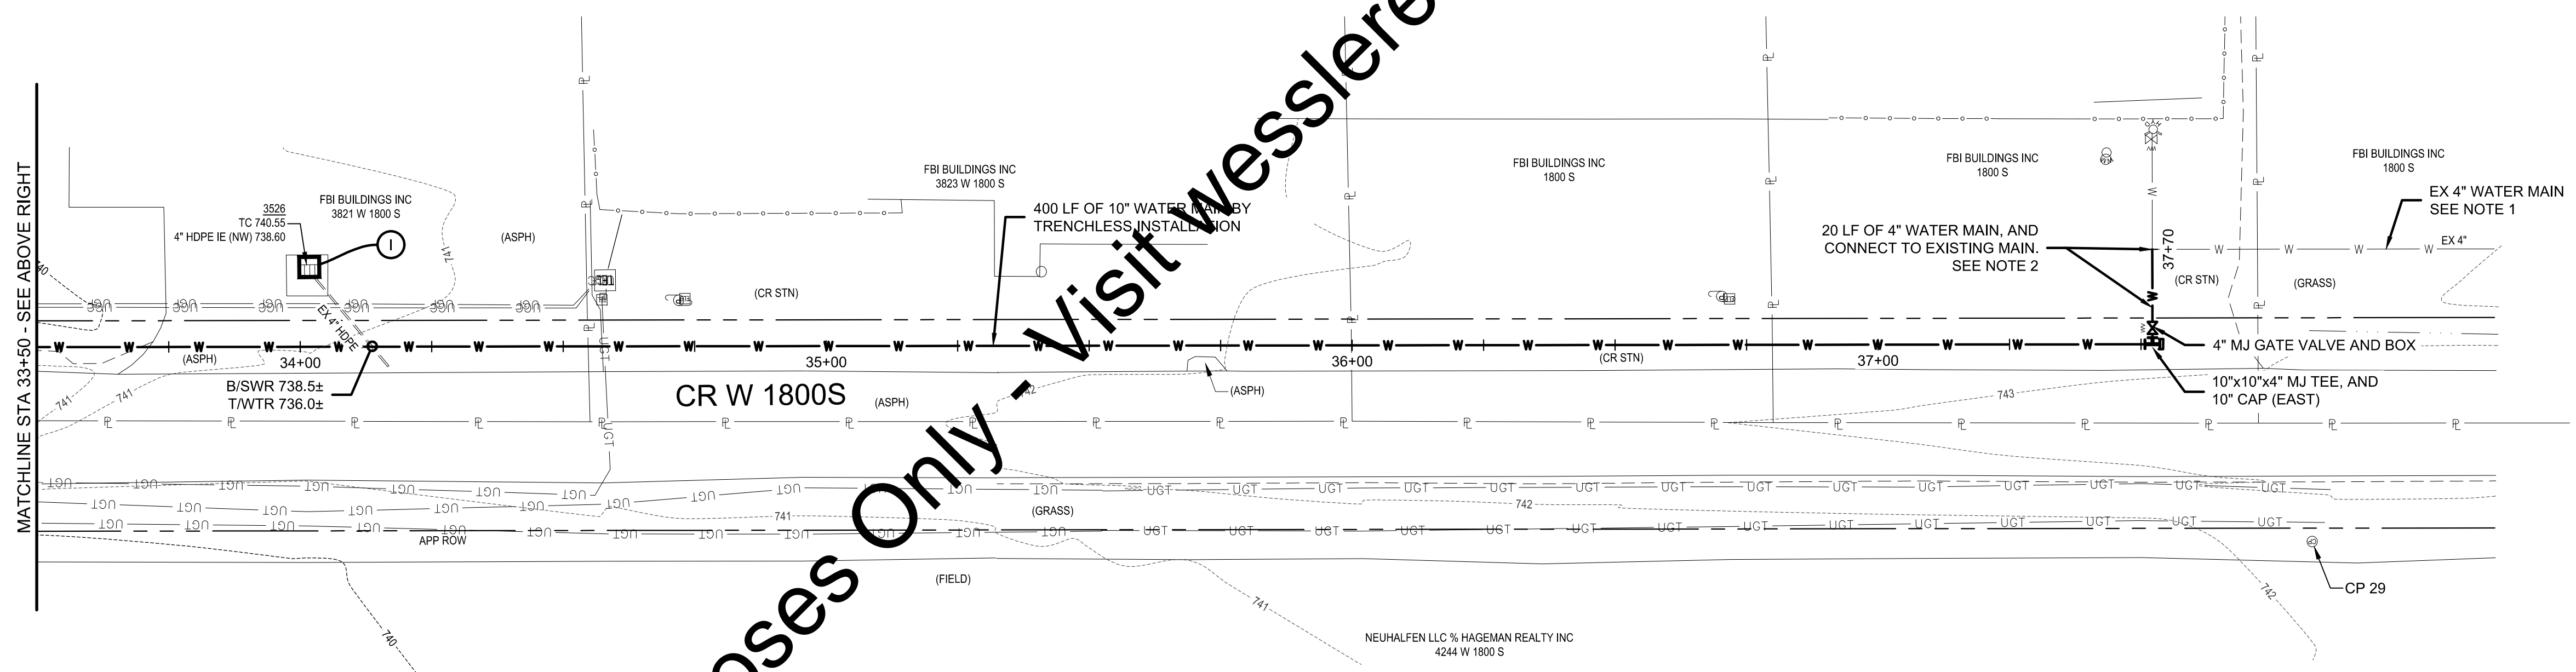 MATCHLINE STA 33+50 - SEE ABOVE RIGHT
FBI BUILDINGS INC
3821 W 1800 S
3526
TC 740.55
4" HDPE IE (NW) 738.60
I
(ASPH)
741
740
EX 4" HDPE
(ASPH)
34+00
B/SWR 738.5±
T/WTR 736.0±
741
741
FBI BUILDINGS INC
3823 W 1800 S
400 LF OF 10" WATER MAIN BY
TRENCHLESS INSTALLATION
(CR STN)
35+00
CR W 1800S
(ASPH)
742
(ASPH)
36+00
FBI BUILDINGS INC
1800 S
(CR STN)
37+00
FBI BUILDINGS INC
1800 S
20 LF OF 4" WATER MAIN, AND
CONNECT TO EXISTING MAIN.
SEE NOTE 2
37+70
(CR STN)
FBI BUILDINGS INC
1800 S
EX 4" WATER MAIN
SEE NOTE 1
EX 4"
(GRASS)
4" MJ GATE VALVE AND BOX
10"x10"x4" MJ TEE, AND
10" CAP (EAST)
743
UGT
741
(GRASS)
742
APP ROW
(FIELD)
740
741
742
CP 29
NEUHALFEN LLC % HAGEMAN REALTY INC
4244 W 1800 S
oses Only - Visit wesslere